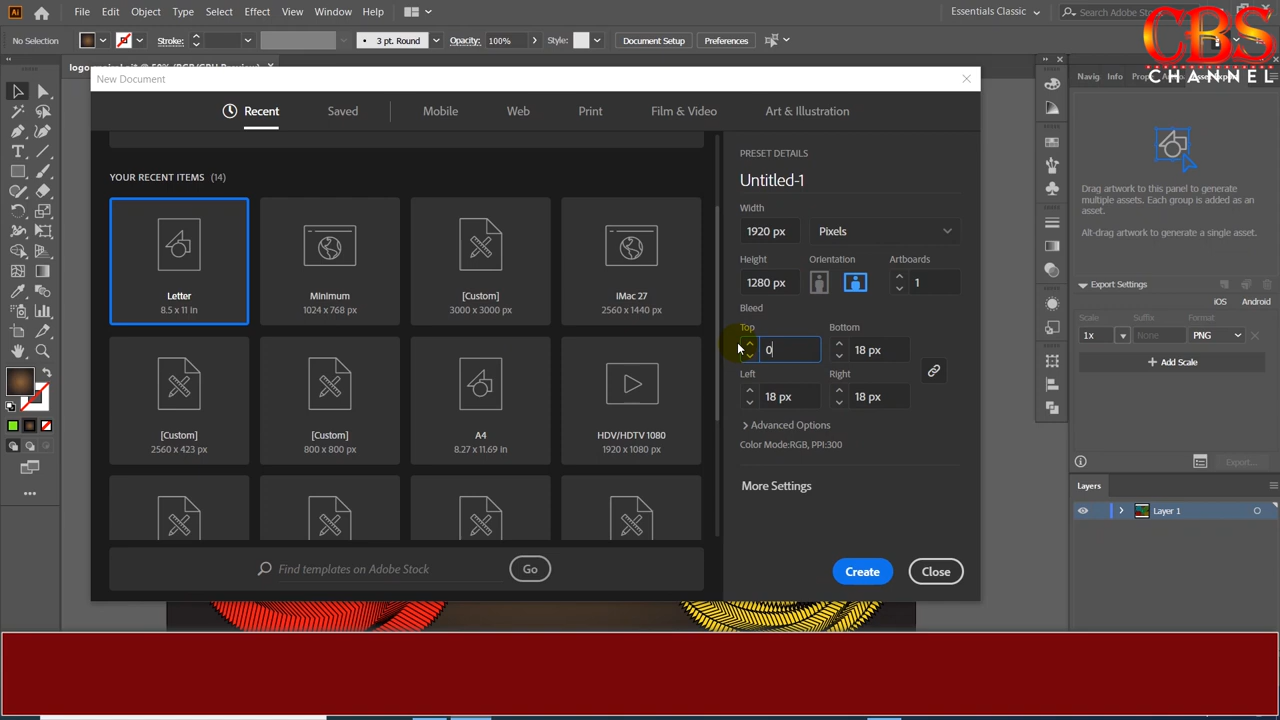 Ai File Edit Object Type Select Effect View Window Help Essentials Classic Search Adobe Stock
CBS
CHANNEL
No Selection Stroke: 3 pt. Round Opacity: 100% Style: Document Setup Preferences
New Document
Navig Info
Recent Saved Mobile Web Print Film & Video Art & Illustration
YOUR RECENT ITEMS (14)
Letter
8.5 x 11 in
Minimum
1024 x 768 px
[Custom]
3000 x 3000 px
iMac 27
2560 x 1440 px
[Custom]
2560 x 423 px
[Custom]
800 x 800 px
A4
8.27 x 11.69 in
HDV/HDTV 1080
1920 x 1080 px
Find templates on Adobe Stock Go
PRESET DETAILS
Untitled-1
Width
1920 px Pixels
Height Orientation Artboards
1280 px 1
Bleed
Top Bottom
0 18 px
Left Right
18 px 18 px
Advanced Options
Color Mode:RGB, PPI:300
More Settings
Create Close
Drag artwork to this panel to generate
multiple assets. Each group is added as an
asset.
Alt-drag artwork to generate a single asset.
Export Settings
iOS Android
Scale: Suffix Format:
1x None PNG
+ Add Scale
Export...
Layers
Layer 1